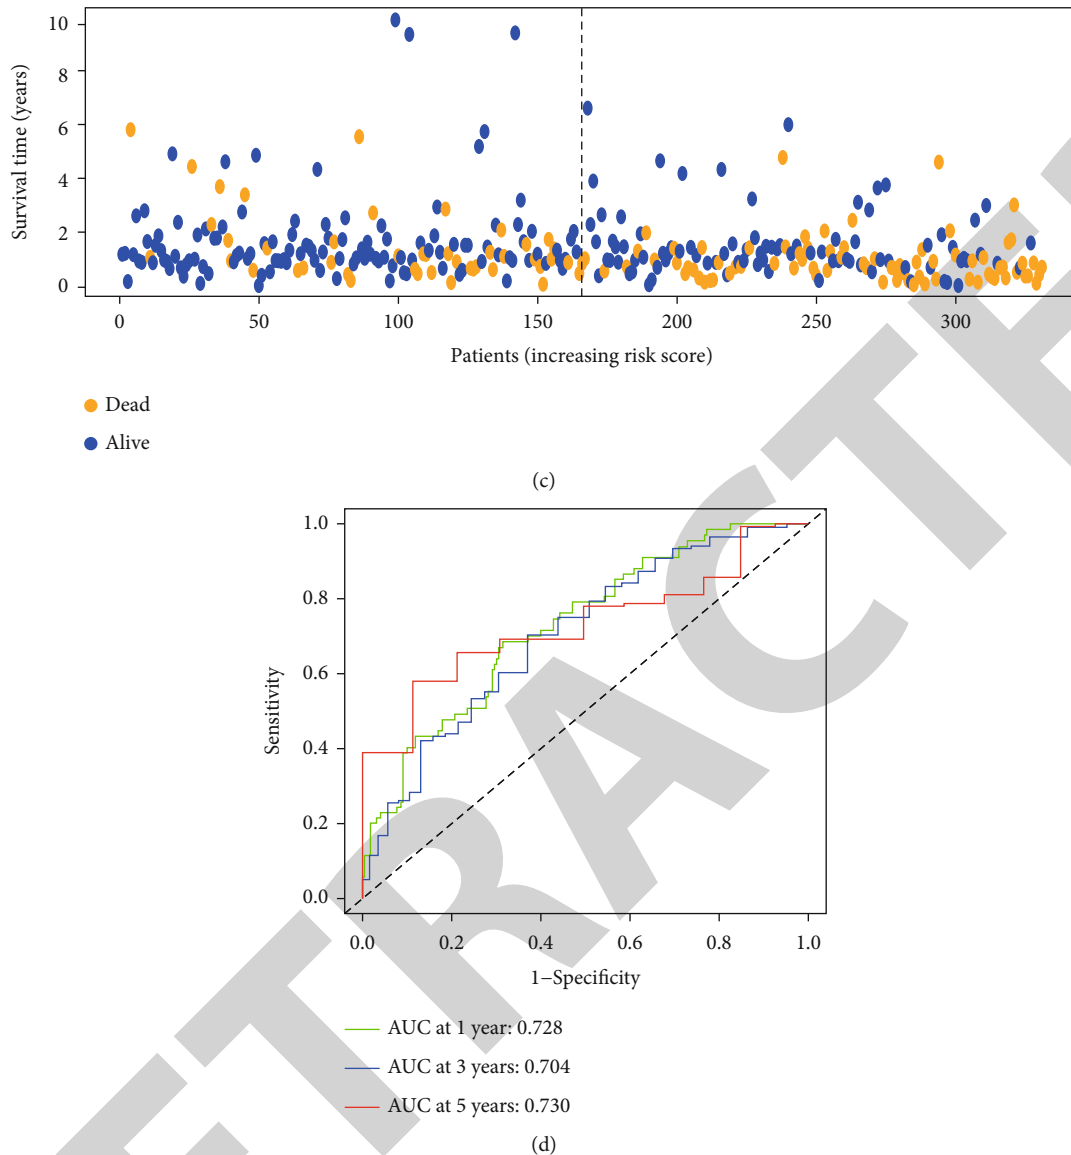 10
8
6
4
2
0
Survival time (years)
0 50 100 150 200 250 300
Patients (increasing risk score)
Dead
Alive
(c)
1.0
0.8
0.6
0.4
0.2
0.0
Sensitivity
0.0 0.2 0.4 0.6 0.8 1.0
1−Specificity
AUC at 1 year: 0.728
AUC at 3 years: 0.704
AUC at 5 years: 0.730
(d)
ETRACTE